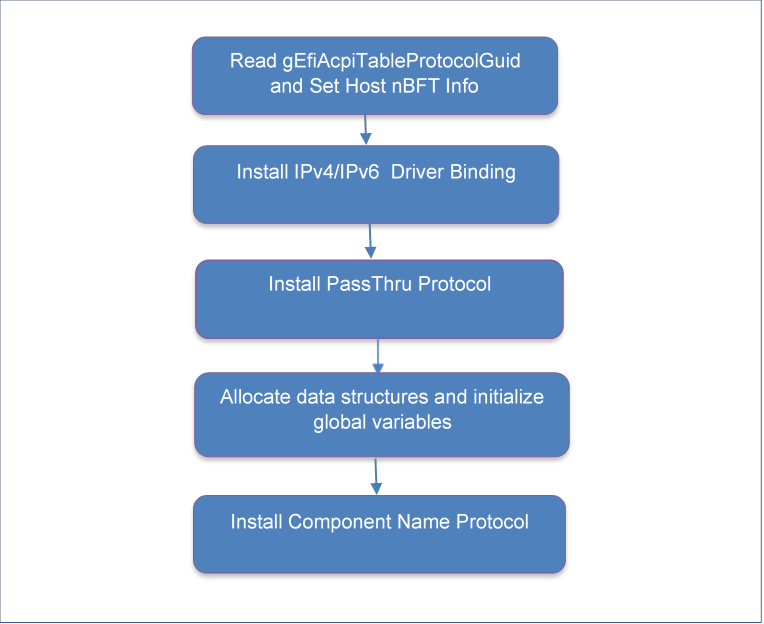 Read gEfiAcpiTableProtocolGuid
and Set Host nBFT Info
Install IPv4/IPv6  Driver Binding
Install PassThru Protocol
Allocate data structures and initialize
global variables
Install Component Name Protocol